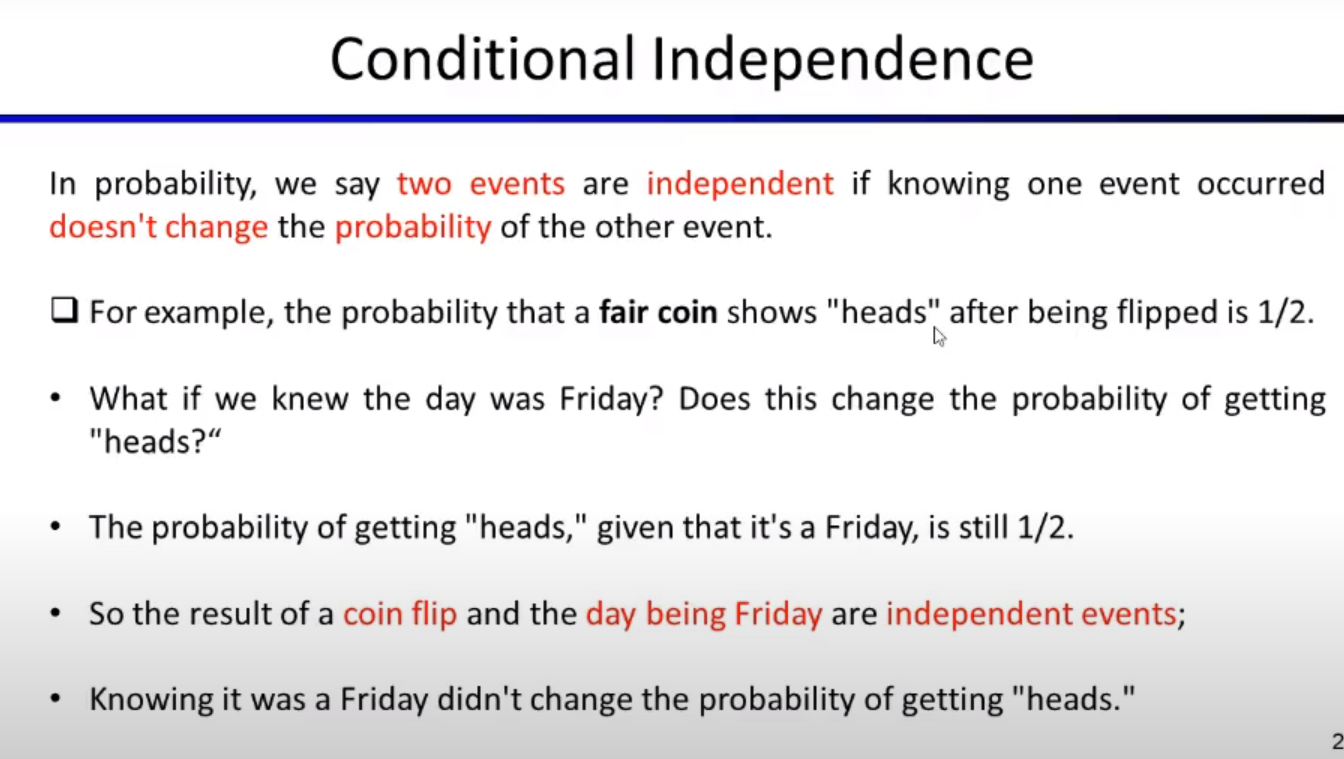 Conditional Independence
In probability, we say two events are independent if knowing one event occurred
doesn't change the probability of the other event.
❑ For example, the probability that a fair coin shows "heads" after being flipped is 1/2.
• What if we knew the day was Friday? Does this change the probability of getting
"heads?“
• The probability of getting "heads," given that it's a Friday, is still 1/2.
• So the result of a coin flip and the day being Friday are independent events;
• Knowing it was a Friday didn't change the probability of getting "heads."
2